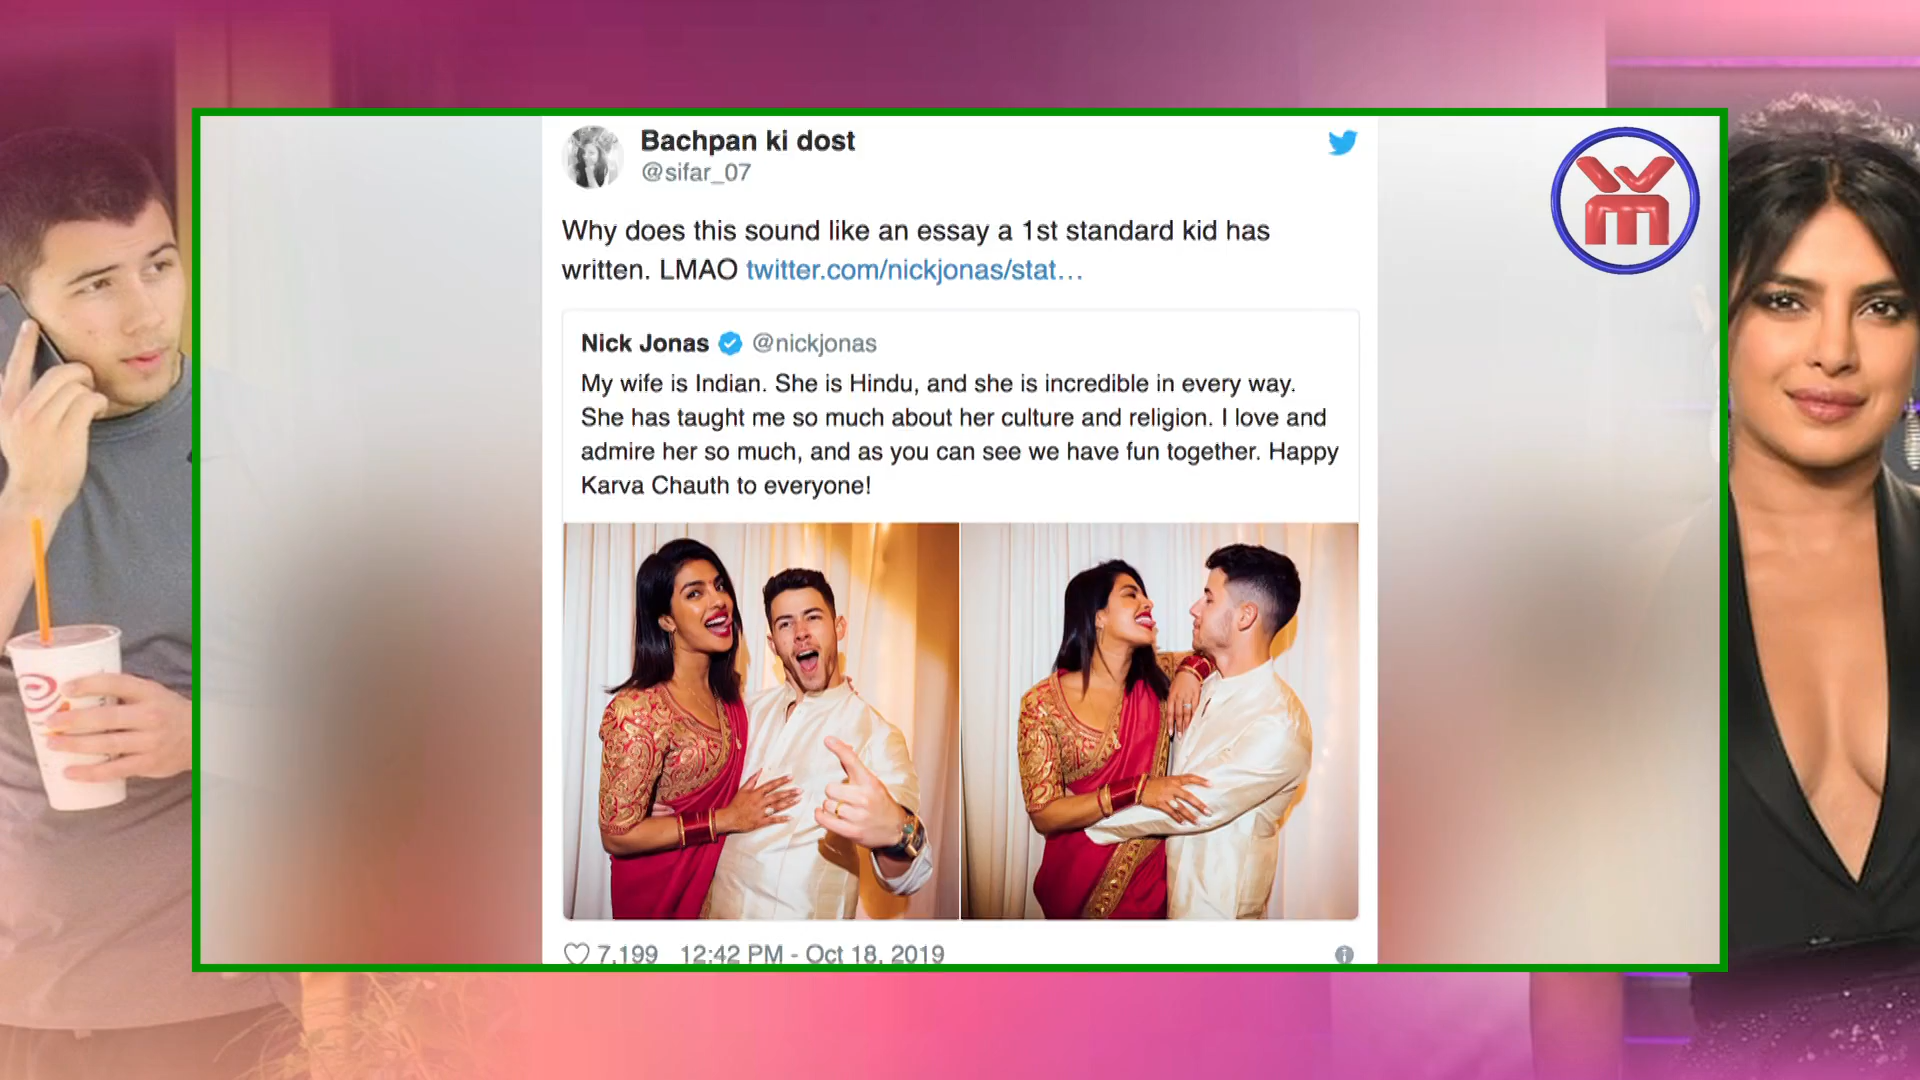 Bachpan ki dost
@sifar_07
Why does this sound like an essay a 1st standard kid has
written. LMAO twitter.com/nickjonas/stat…
Nick Jonas @nickjonas
My wife is Indian. She is Hindu, and she is incredible in every way.
She has taught me so much about her culture and religion. I love and
admire her so much, and as you can see we have fun together. Happy
Karva Chauth to everyone!
7,199 12:42 PM - Oct 18, 2019